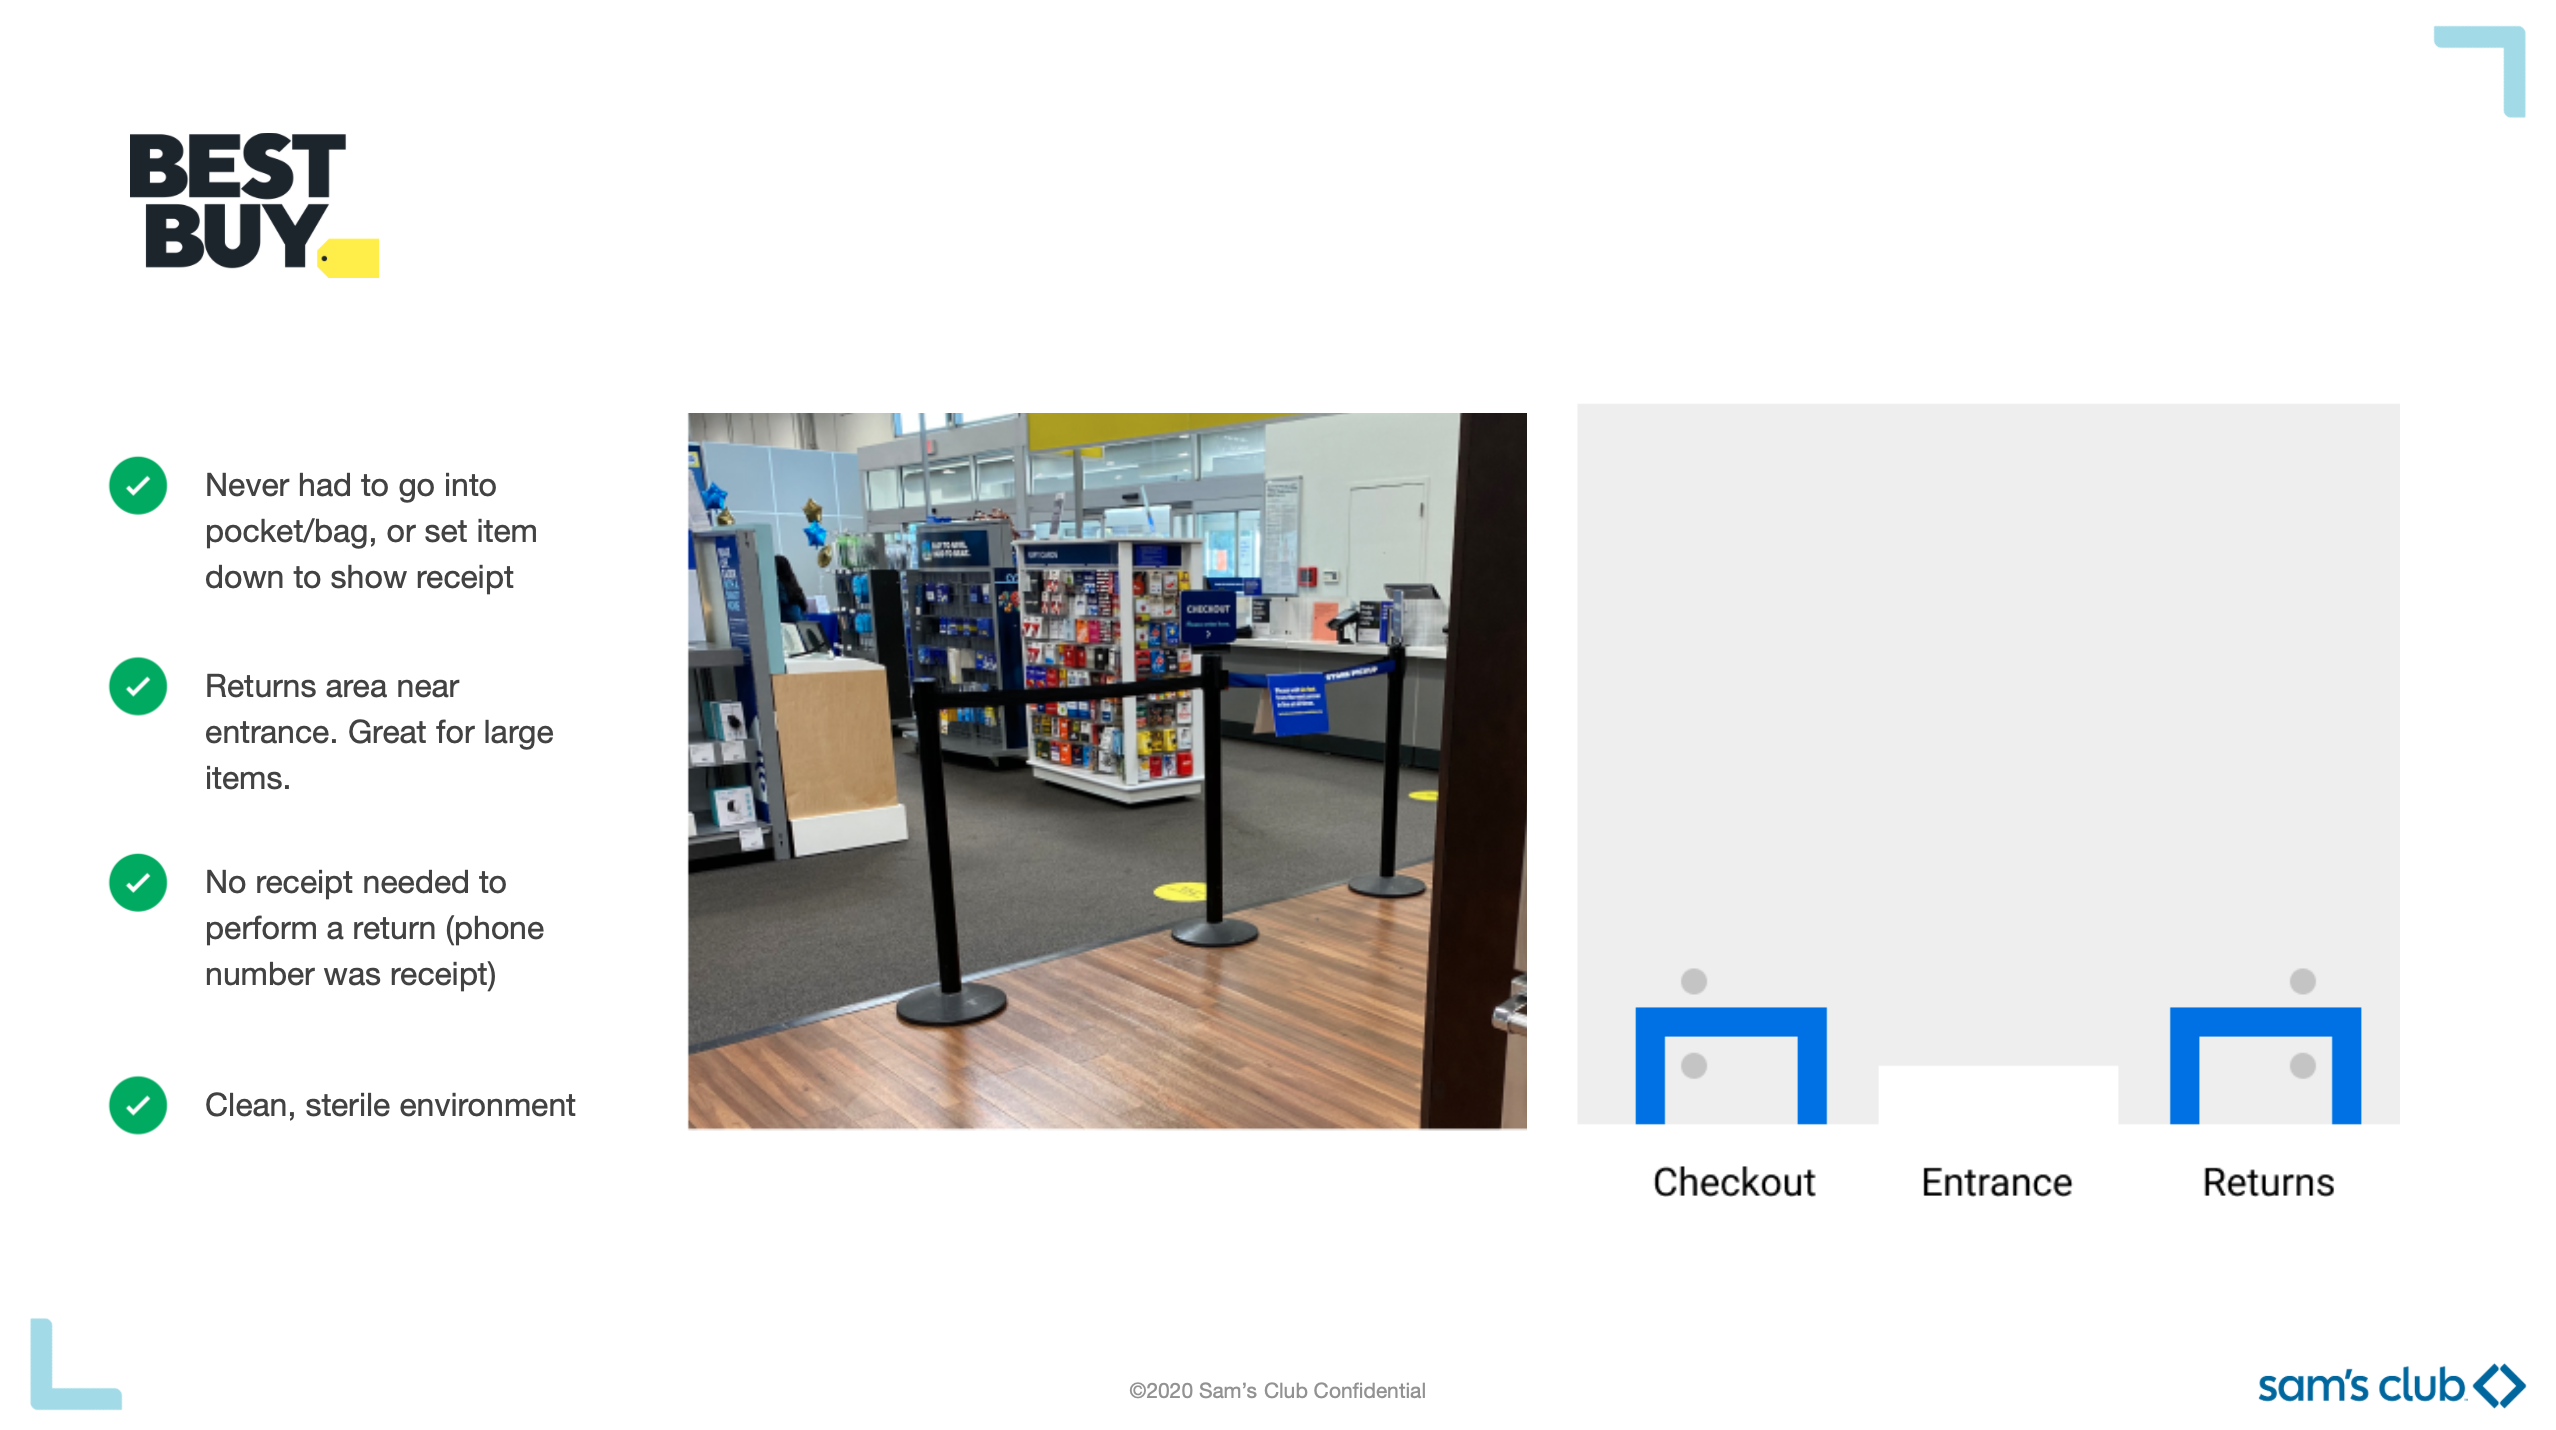 BEST
BUY
Never had to go into
pocket/bag, or set item
down to show receipt
Returns area near
entrance. Great for large
items.
No receipt needed to
perform a return (phone
number was receipt)
Clean, sterile environment
CHECKOUT
STORE PICKUP
Checkout
Entrance
Returns
©2020 Sam’s Club Confidential
sam's club